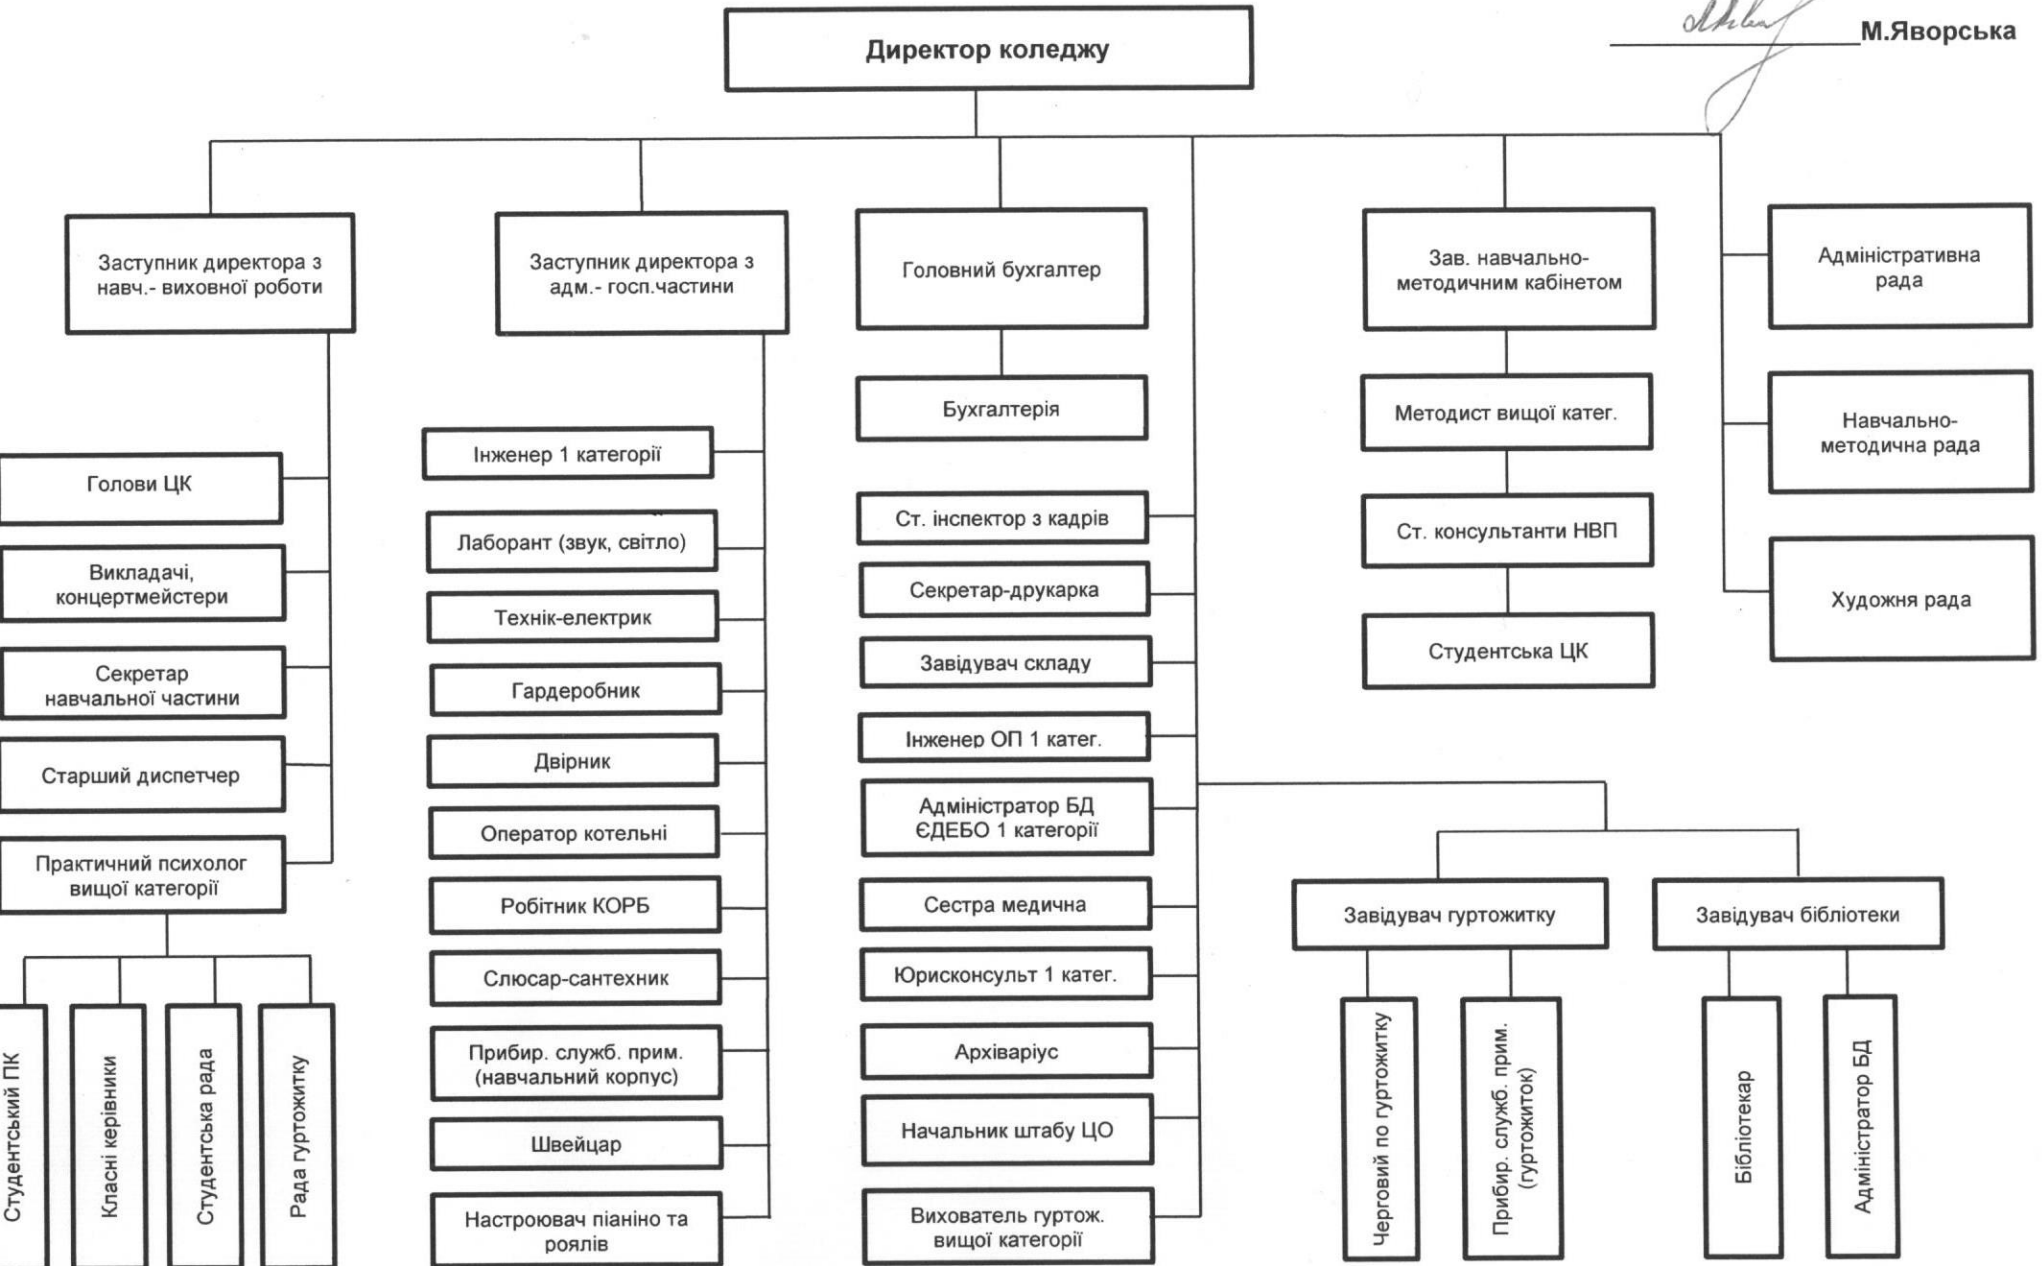 М.Яворська
Директор коледжу
Заступник директора з
навч.- виховної роботи
Заступник директора з
адм.- госп.частини
Головний бухгалтер
Зав. навчально-
методичним кабінетом
Адміністративна
рада
Навчально-
методична рада
Художня рада
Голови ЦК
Викладачі,
концертмейстери
Секретар
навчальної частини
Старший диспетчер
Практичний психолог
вищої категорії
Студентський ПК
Класні керівники
Студентська рада
Рада гуртожитку
Інженер 1 категорії
Лаборант (звук, світло)
Технік-електрик
Гардеробник
Двірник
Оператор котельні
Робітник КОРБ
Слюсар-сантехник
Прибир. служб. прим.
(навчальний корпус)
Швейцар
Настроювач піаніно та
роялів
Бухгалтерія
Ст. інспектор з кадрів
Секретар-друкарка
Завідувач складу
Інженер ОП 1 катег.
Адміністратор БД
ЄДЕБО 1 категорії
Сестра медична
Юрисконсульт 1 катег.
Архіваріус
Начальник штабу ЦО
Вихователь гуртож.
вищої категорії
Методист вищої катег.
Ст. консультанти НВП
Студентська ЦК
Завідувач гуртожитку
Черговий по гуртожитку
Прибир. служб. прим.
(гуртожиток)
Завідувач бібліотеки
Бібліотекар
Адміністратор БД